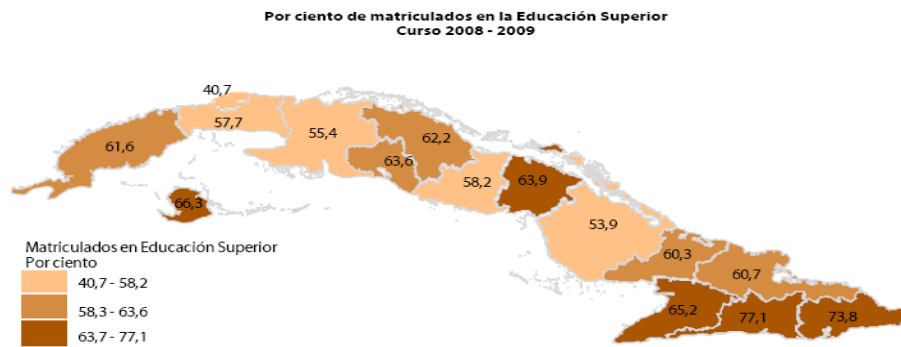 Por ciento de matriculados en la Educación Superior
Curso 2008 - 2009
40,7
57,7
55,4
62,2
61,6
63,6
63,9
58,2
66,3
53,9
60,3
60,7
65,2
77,1
73,8
Matriculados en Educación Superior
Por ciento
40,7 - 58,2
58,3 - 63,6
63,7 - 77,1